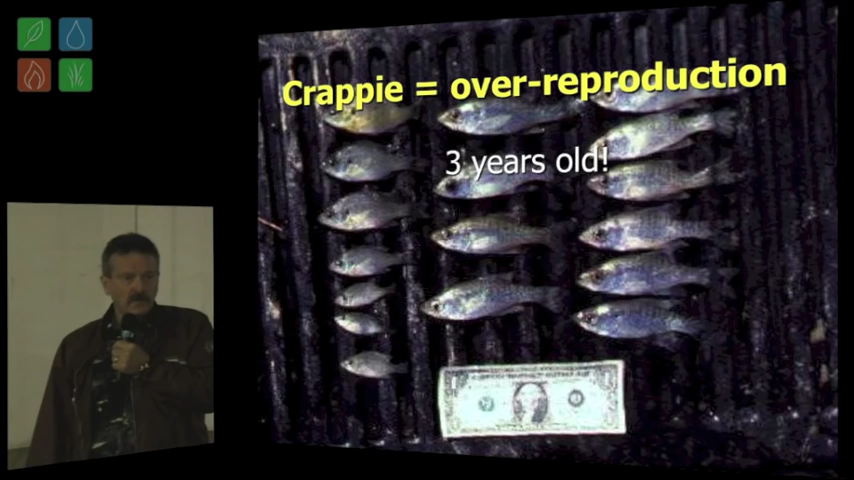 Crappie = over-reproduction
3 years old!